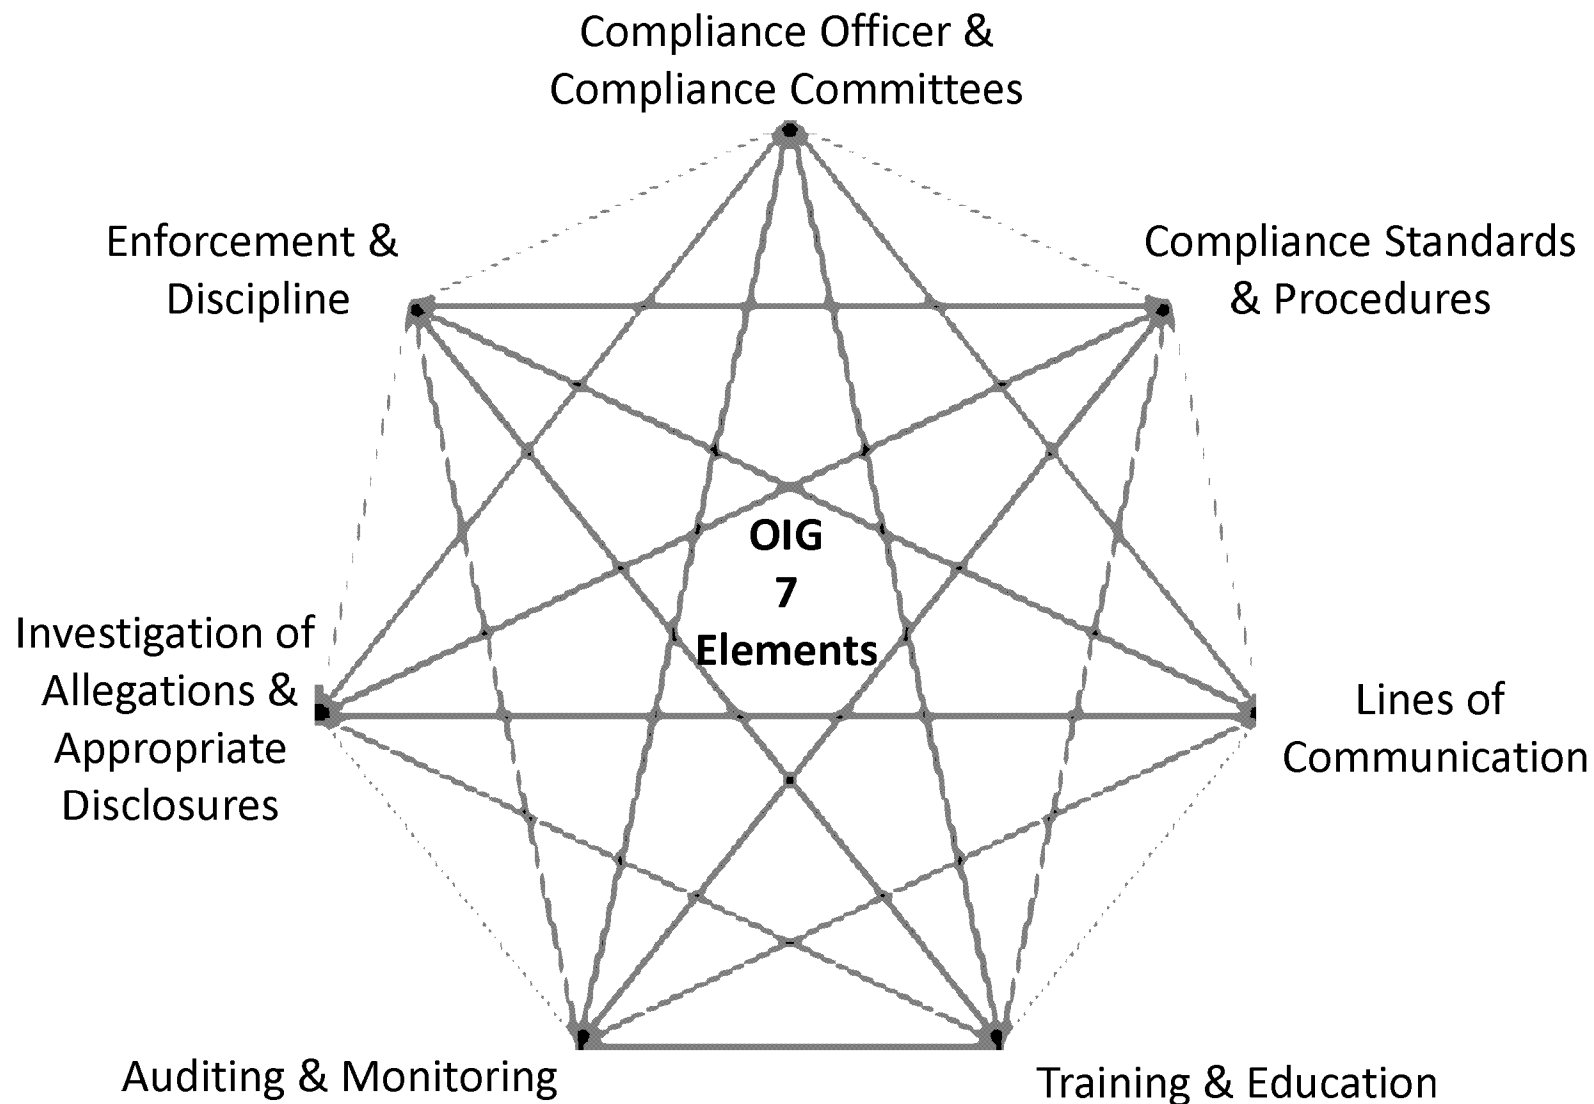 Compliance Officer &
Compliance Committees
Enforcement &
Discipline
Compliance Standards
& Procedures
OIG
7
Elements
Investigation of
Allegations &
Appropriate
Disclosures
Lines of
Communication
Auditing & Monitoring
Training & Education